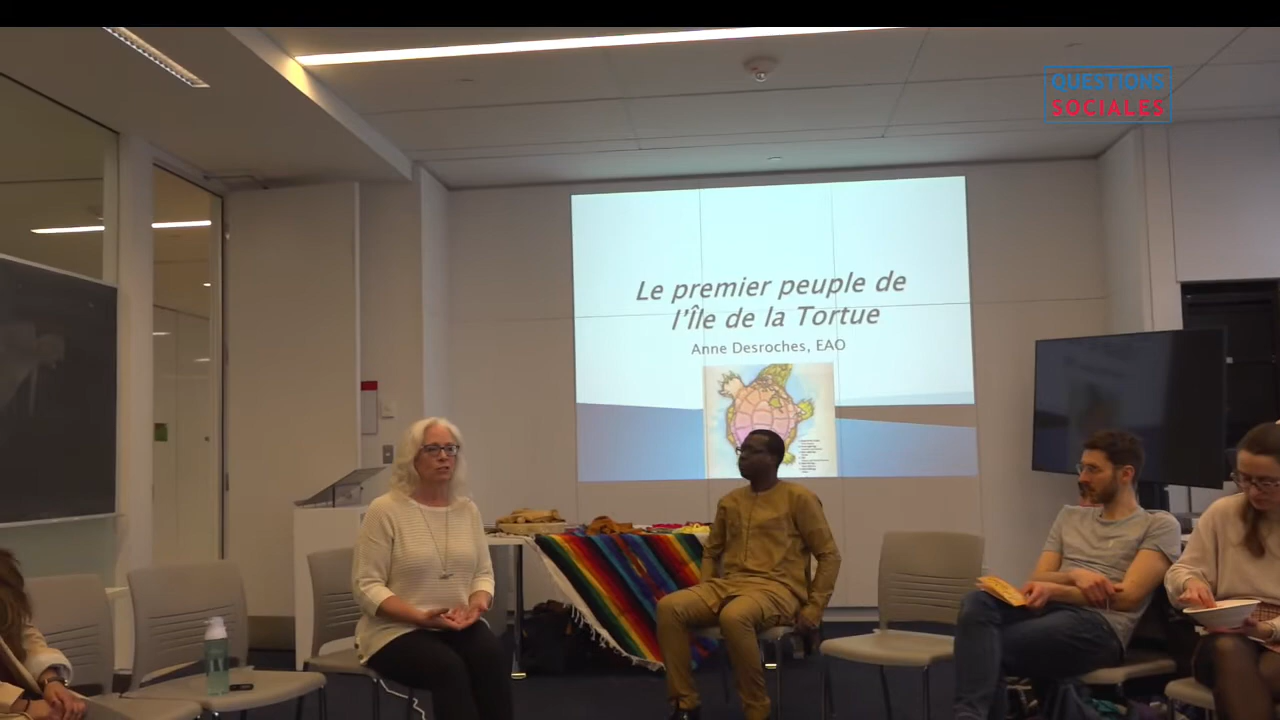 QUESTIONS
SOCIALES
Le premier peuple de
l'Île de la Tortue
Anne Desroches, EAO